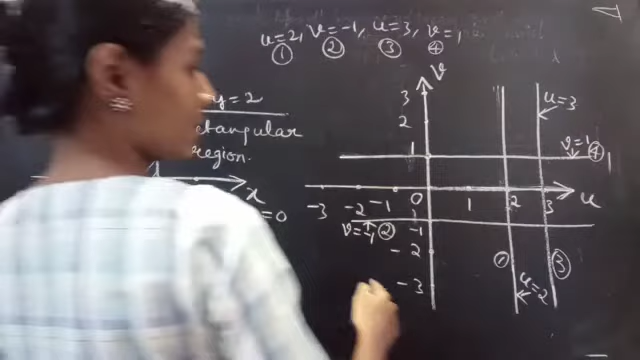 u=2, v=-1, u=3, v=1
① ② ③ ④
y=2
ctangular
region.
x
=0
v
3
2
1
u=3
v=1 ④
1
-3 -2 -1 0 1 2 3 u
v=-1 ② -1
-2
① ③
-3
u=2